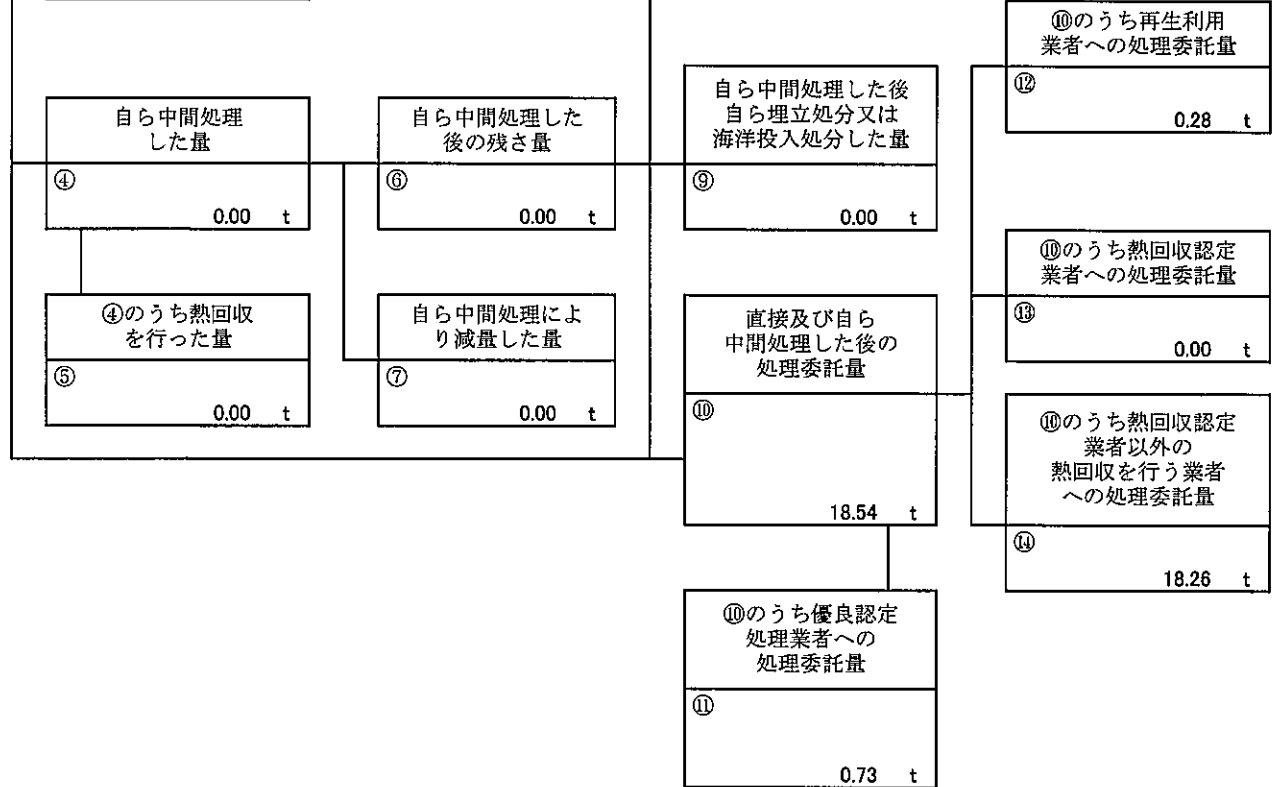 ⑩のうち再生利用
業者への処理委託量
⑫
0.28 t
自ら中間処理
した量
④
0.00 t
自ら中間処理した
後の残さ量
⑥
0.00 t
自ら中間処理した後
自ら埋立処分又は
海洋投入処分した量
⑨
0.00 t
⑩のうち熱回収認定
業者への処理委託量
⑬
0.00 t
④のうち熱回収
を行った量
⑤
0.00 t
自ら中間処理によ
り減量した量
⑦
0.00 t
直接及び自ら
中間処理した後の
処理委託量
⑩
18.54 t
⑩のうち熱回収認定
業者以外の
熱回収を行う業者
への処理委託量
⑭
18.26 t
⑩のうち優良認定
処理業者への
処理委託量
⑪
0.73 t